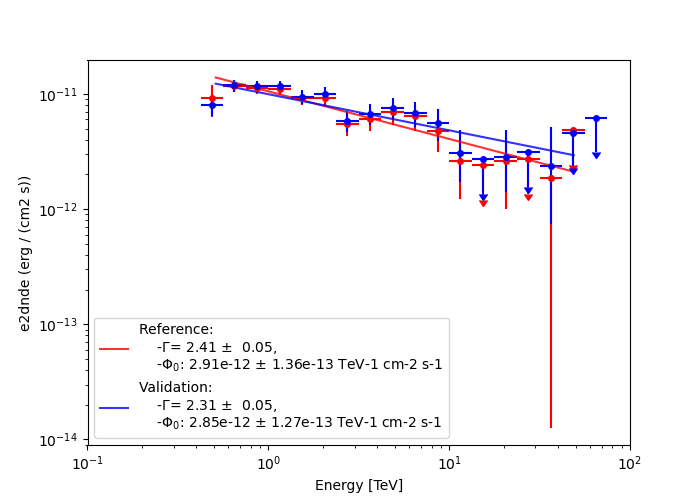 e2dnde (erg / (cm2 s))
10⁻¹¹
10⁻¹²
10⁻¹³
10⁻¹⁴
Reference:
-Γ= 2.41 ± 0.05,
-Φ₀: 2.91e-12 ± 1.36e-13 TeV-1 cm-2 s-1
Validation:
-Γ= 2.31 ± 0.05,
-Φ₀: 2.85e-12 ± 1.27e-13 TeV-1 cm-2 s-1
10⁻¹ 10⁰ 10¹ 10²
Energy [TeV]